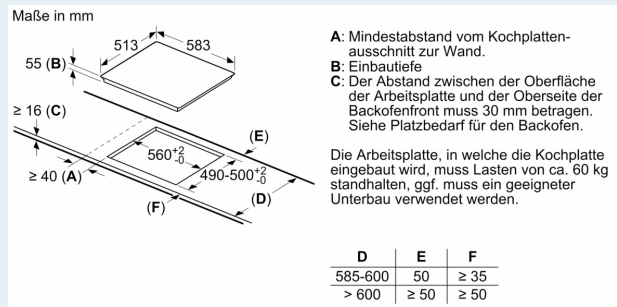 Maße in mm
513
583
55 (B)
≥ 16 (C)
(E)
560+2-0
490-500+2-0
≥ 40 (A)
(D)
(F)
A: Mindestabstand vom Kochplatten-
ausschnitt zur Wand.
B: Einbautiefe
C: Der Abstand zwischen der Oberfläche
der Arbeitsplatte und der Oberseite der
Backofenfront muss 30 mm betragen.
Siehe Platzbedarf für den Backofen.
Die Arbeitsplatte, in welche die Kochplatte
eingebaut wird, muss Lasten von ca. 60 kg
standhalten, ggf. muss ein geeigneter
Unterbau verwendet werden.
D E F
585-600 50 ≥ 35
> 600 ≥ 50 ≥ 50